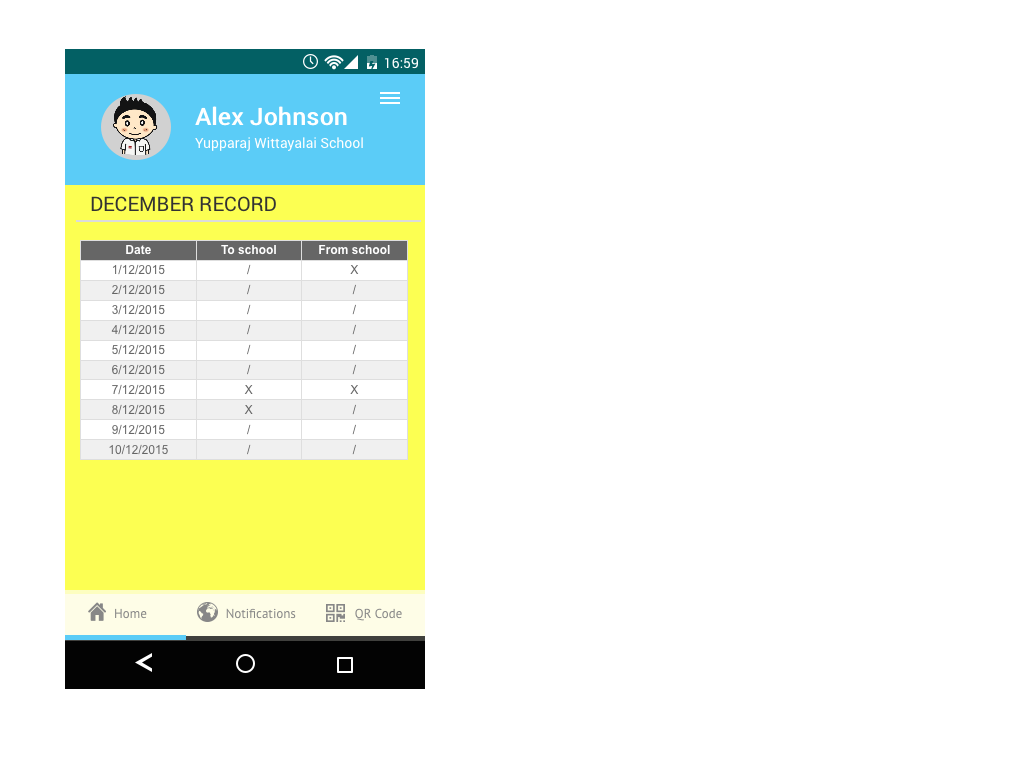 16:59
Alex Johnson
Yupparaj Wittayalai School
DECEMBER RECORD
Date To school From school
1/12/2015 / X
2/12/2015 / /
3/12/2015 / /
4/12/2015 / /
5/12/2015 / /
6/12/2015 / /
7/12/2015 X X
8/12/2015 X /
9/12/2015 / /
10/12/2015 / /
Home Notifications QR Code